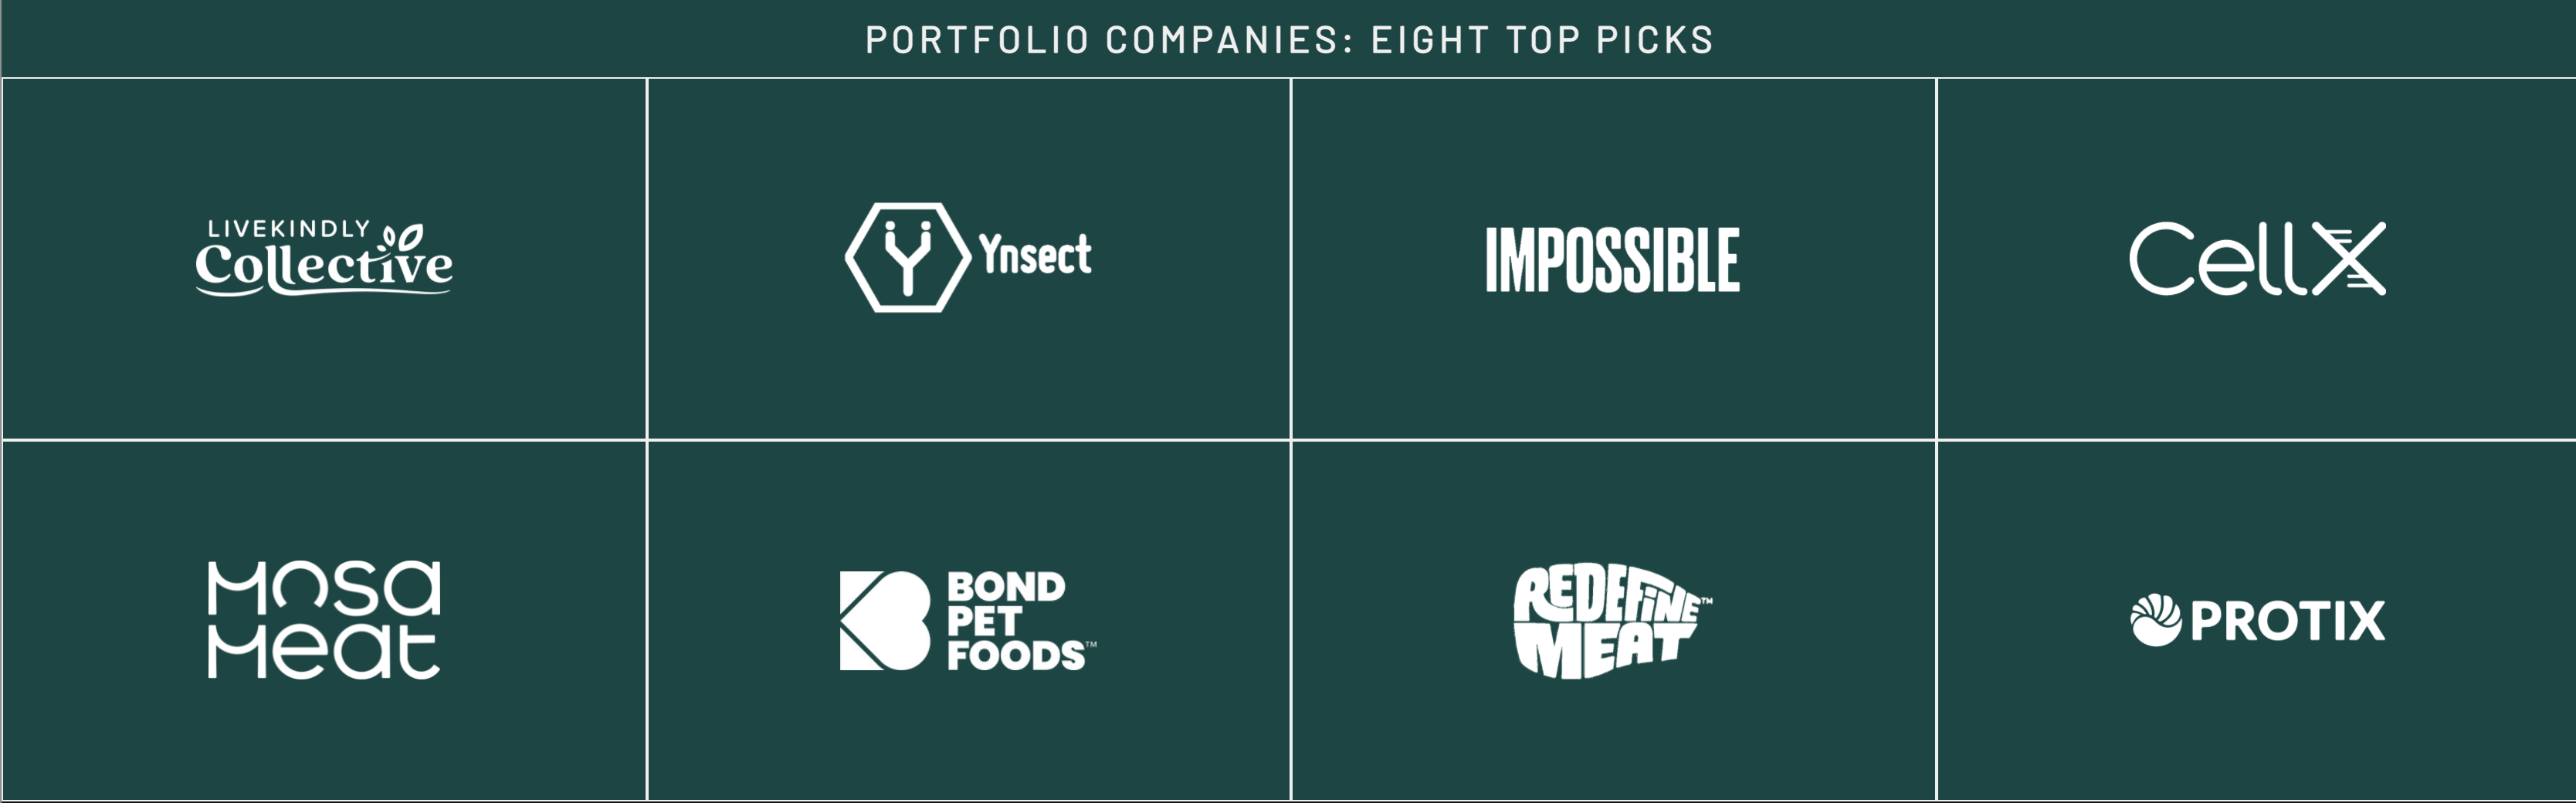 PORTFOLIO COMPANIES: EIGHT TOP PICKS
LIVEKINDLY
Collective
Ynsect
IMPOSSIBLE
CellX
Mosa
Meat
BOND
PET
FOODS™
REDEFINE™
MEAT
PROTIX